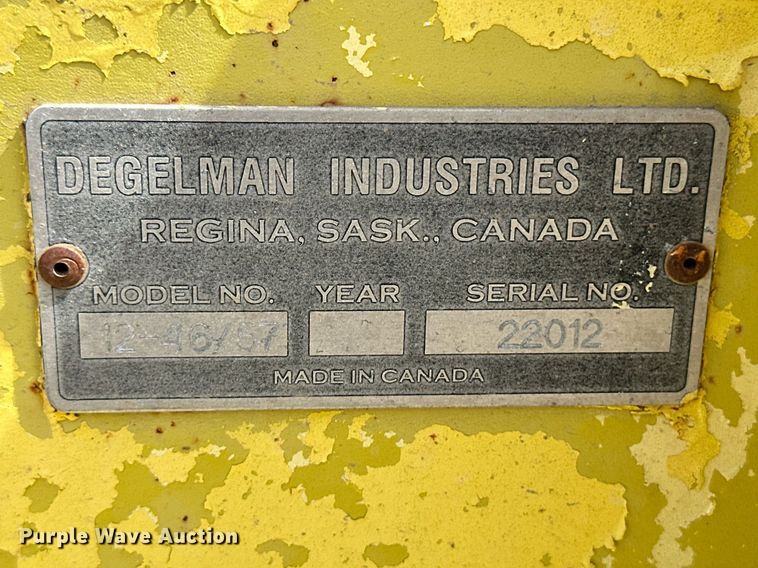 DEGELMAN INDUSTRIES LTD.
REGINA, SASK., CANADA
MODEL NO. YEAR SERIAL NO.
12-46/57 22012
MADE IN CANADA
Purple Wave Auction